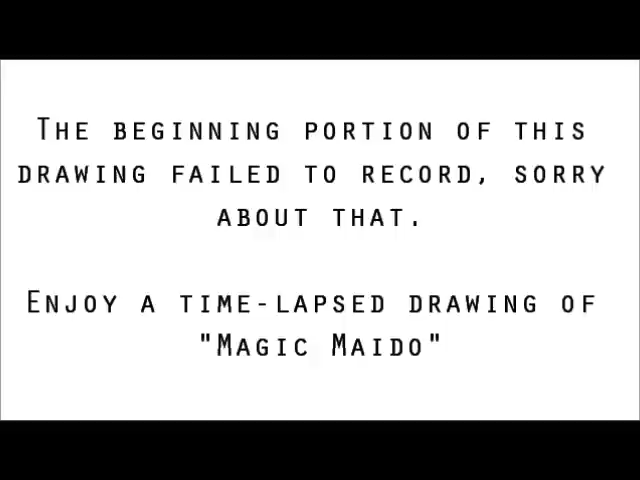 The beginning portion of this
drawing failed to record, sorry
about that.
Enjoy a time-lapsed drawing of
"Magic Maido"